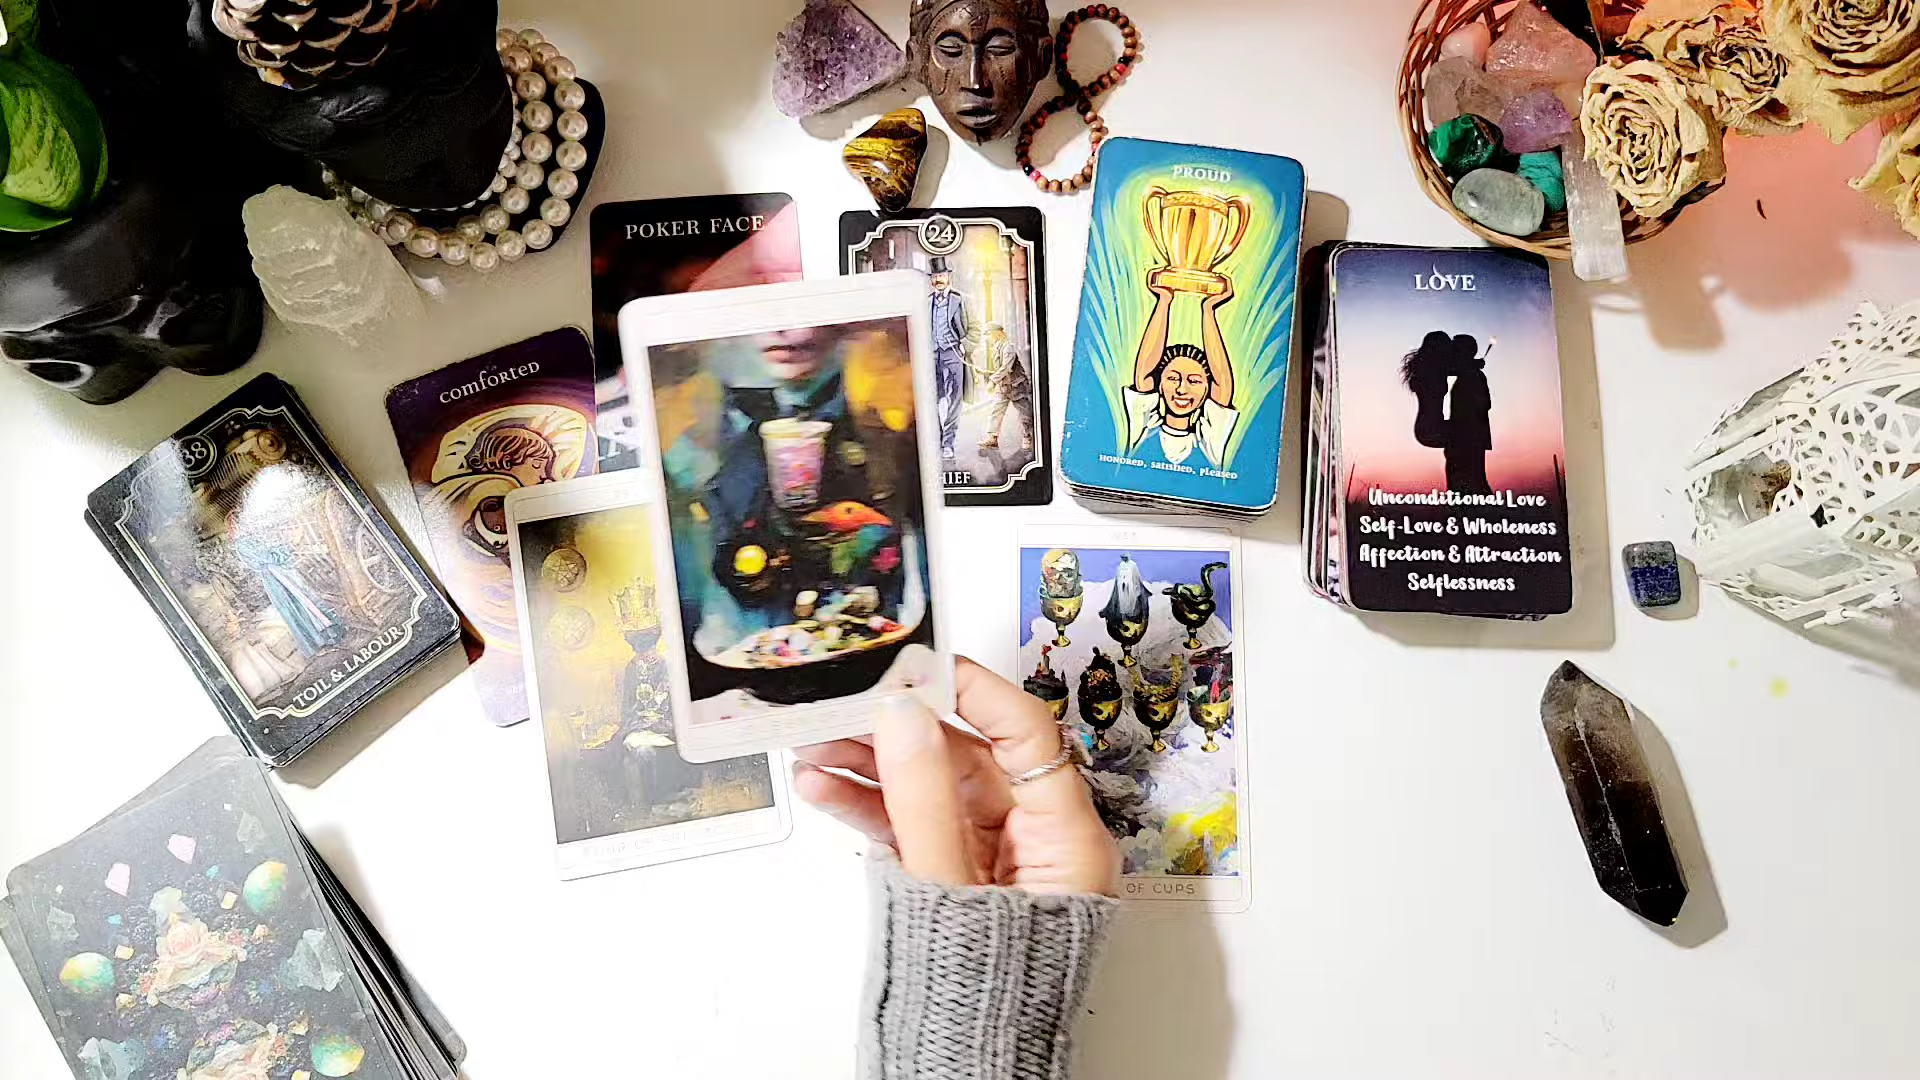 POKER FACE
24
HIEF
PROUD
HONORED, SATISFIED, PLEASED
LOVE
Unconditional Love
Self-Love & Wholeness
Affection & Attraction
Selflessness
comforted
38
TOIL & LABOUR
OF CUPS